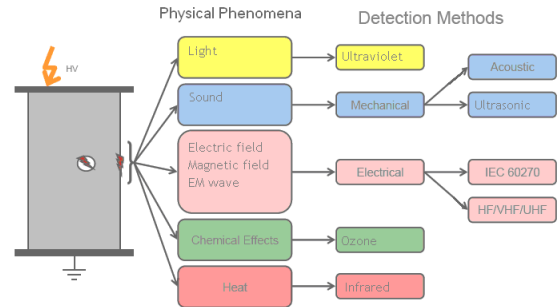 Physical Phenomena
Detection Methods
HV
Light
Ultraviolet
Sound
Mechanical
Acoustic
Ultrasonic
Electric field
Magnetic field
EM wave
Electrical
IEC 60270
HF/VHF/UHF
Chemical Effects
Ozone
Heat
Infrared